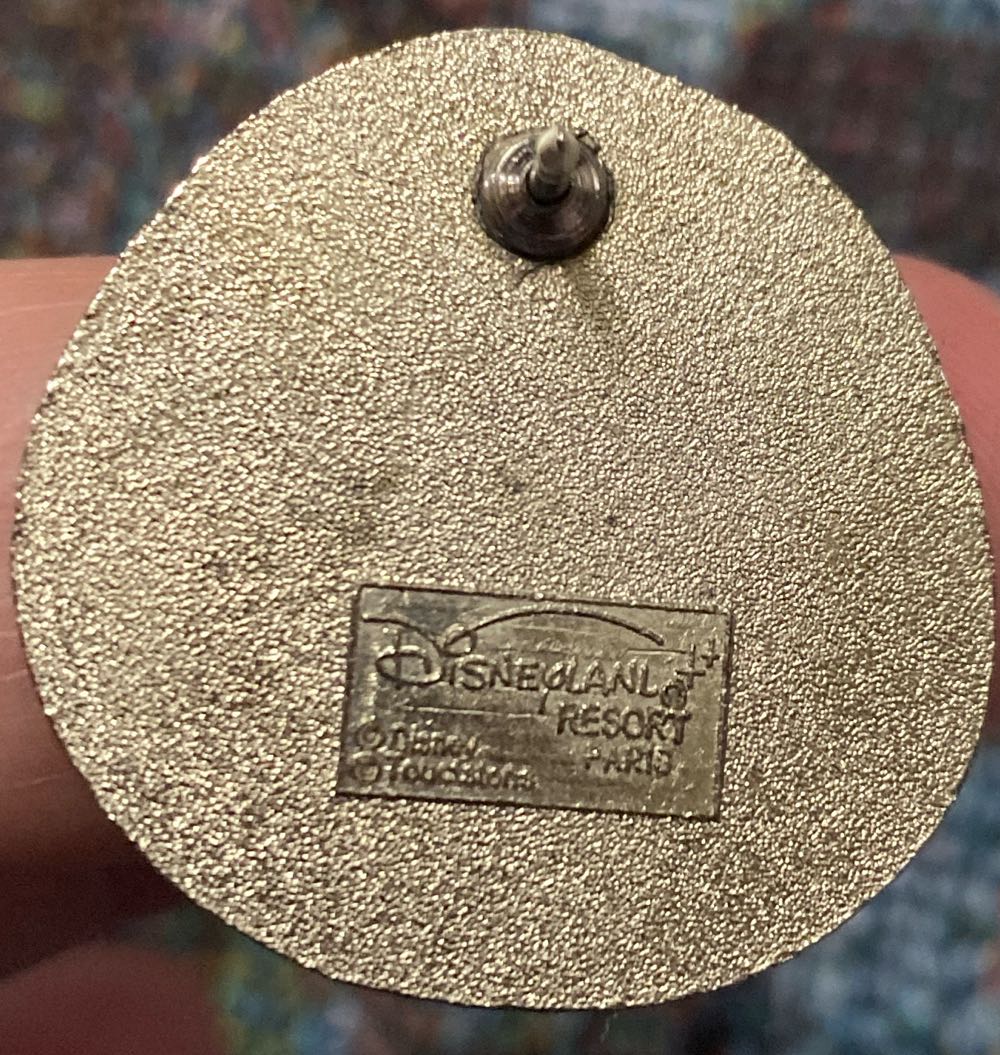 DISNEYLAND
RESORT
PARIS
© Disney
© Touchstone